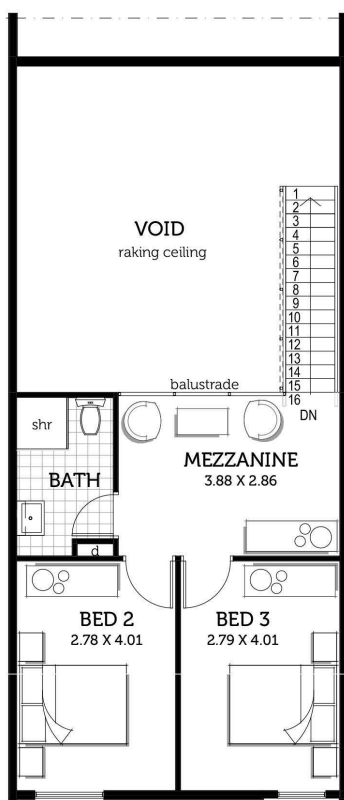 1
2
3
VOID
4
raking ceiling
5
6
7
8
9
10
11
12
13
14
balustrade
15
16
DN
shr
MEZZANINE
3.88 X 2.86
BATH
d
BED 2
2.78 X 4.01
BED 3
2.79 X 4.01